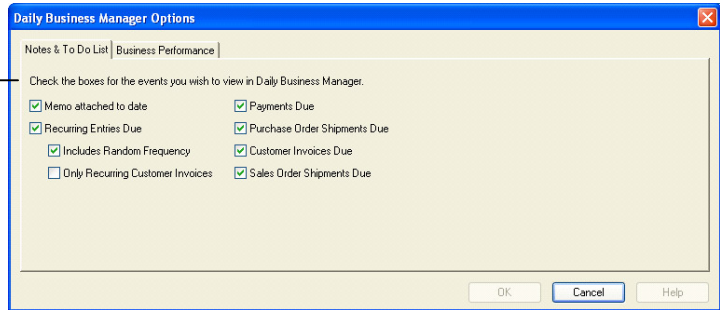 Daily Business Manager Options
Notes & To Do List
Business Performance
Check the boxes for the events you wish to view in Daily Business Manager.
Memo attached to date
Payments Due
Recurring Entries Due
Purchase Order Shipments Due
Includes Random Frequency
Customer Invoices Due
Only Recurring Customer Invoices
Sales Order Shipments Due
OK
Cancel
Help